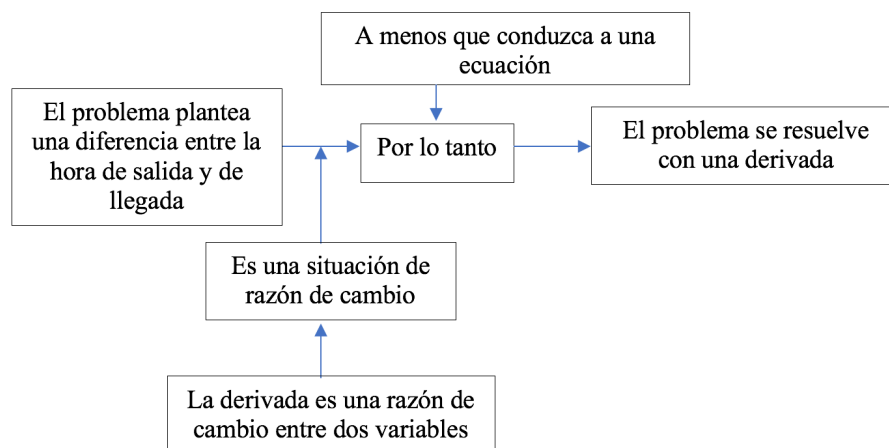 A menos que conduzca a una
ecuación
El problema plantea
una diferencia entre la
hora de salida y de
llegada
Por lo tanto
El problema se resuelve
con una derivada
Es una situación de
razón de cambio
La derivada es una razón de
cambio entre dos variables